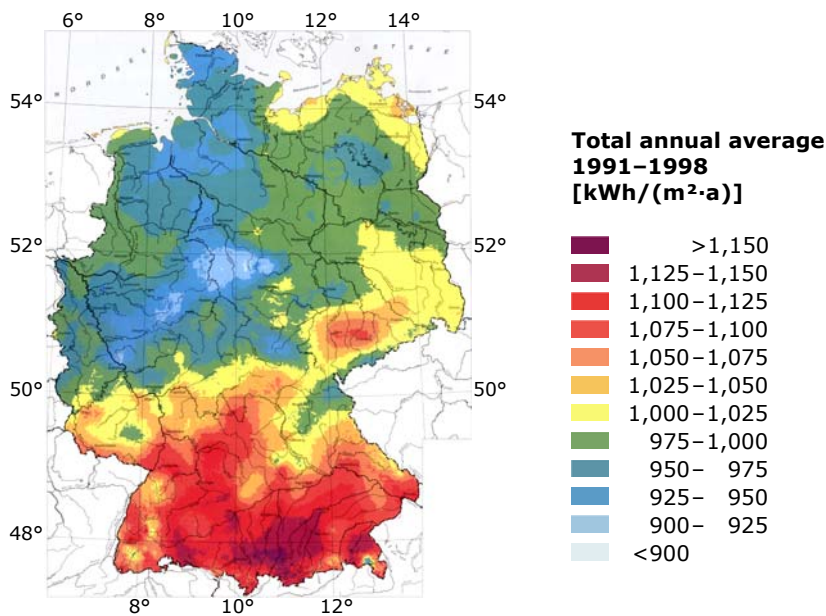 6° 8° 10° 12° 14°
NORDSEE
OSTSEE
54° 54°
52° 52°
50° 50°
48°
8° 10° 12°
Total annual average
1991–1998
[kWh/(m²·a)]
>1,150
1,125–1,150
1,100–1,125
1,075–1,100
1,050–1,075
1,025–1,050
1,000–1,025
975–1,000
950– 975
925– 950
900– 925
<900